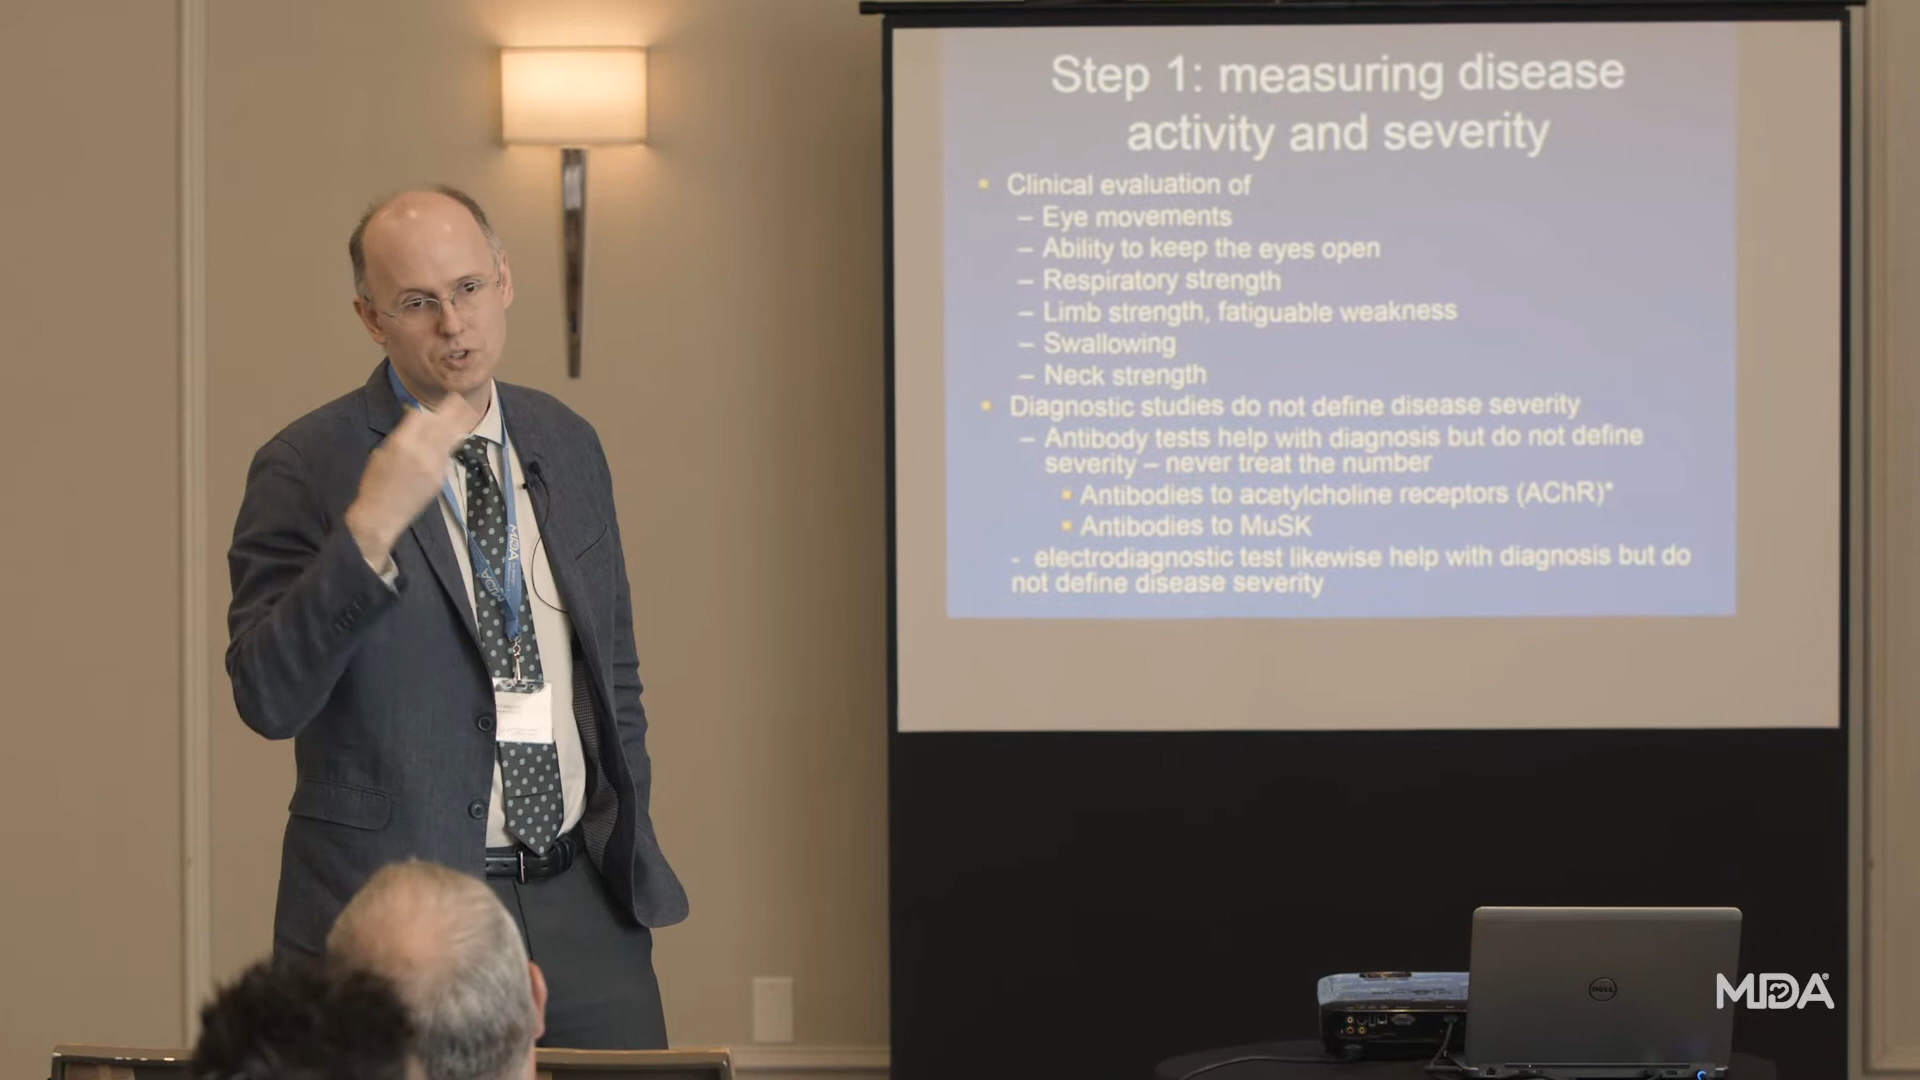 Step 1: measuring disease
activity and severity
▪ Clinical evaluation of
– Eye movements
– Ability to keep the eyes open
– Respiratory strength
– Limb strength, fatiguable weakness
– Swallowing
– Neck strength
▪ Diagnostic studies do not define disease severity
– Antibody tests help with diagnosis but do not define
severity – never treat the number
▪ Antibodies to acetylcholine receptors (AChR)*
▪ Antibodies to MuSK
- electrodiagnostic test likewise help with diagnosis but do
not define disease severity
MDA
MDA
DELL
MDA